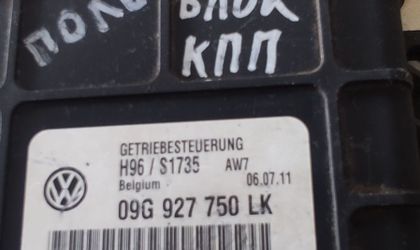 ПОЛО
БЛОК
КПП
GETRIEBESTEUERUNG
H96 / S1735 AW7
Belgium 06.07.11
09G 927 750 LK